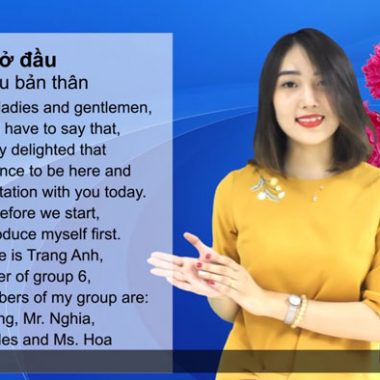 ở đầu
u bản thân
ladies and gentlemen,
have to say that,
y delighted that
nce to be here and
tation with you today.
efore we start,
oduce myself first.
e is Trang Anh,
er of group 6,
bers of my group are:
ng, Mr. Nghia,
les and Ms. Hoa